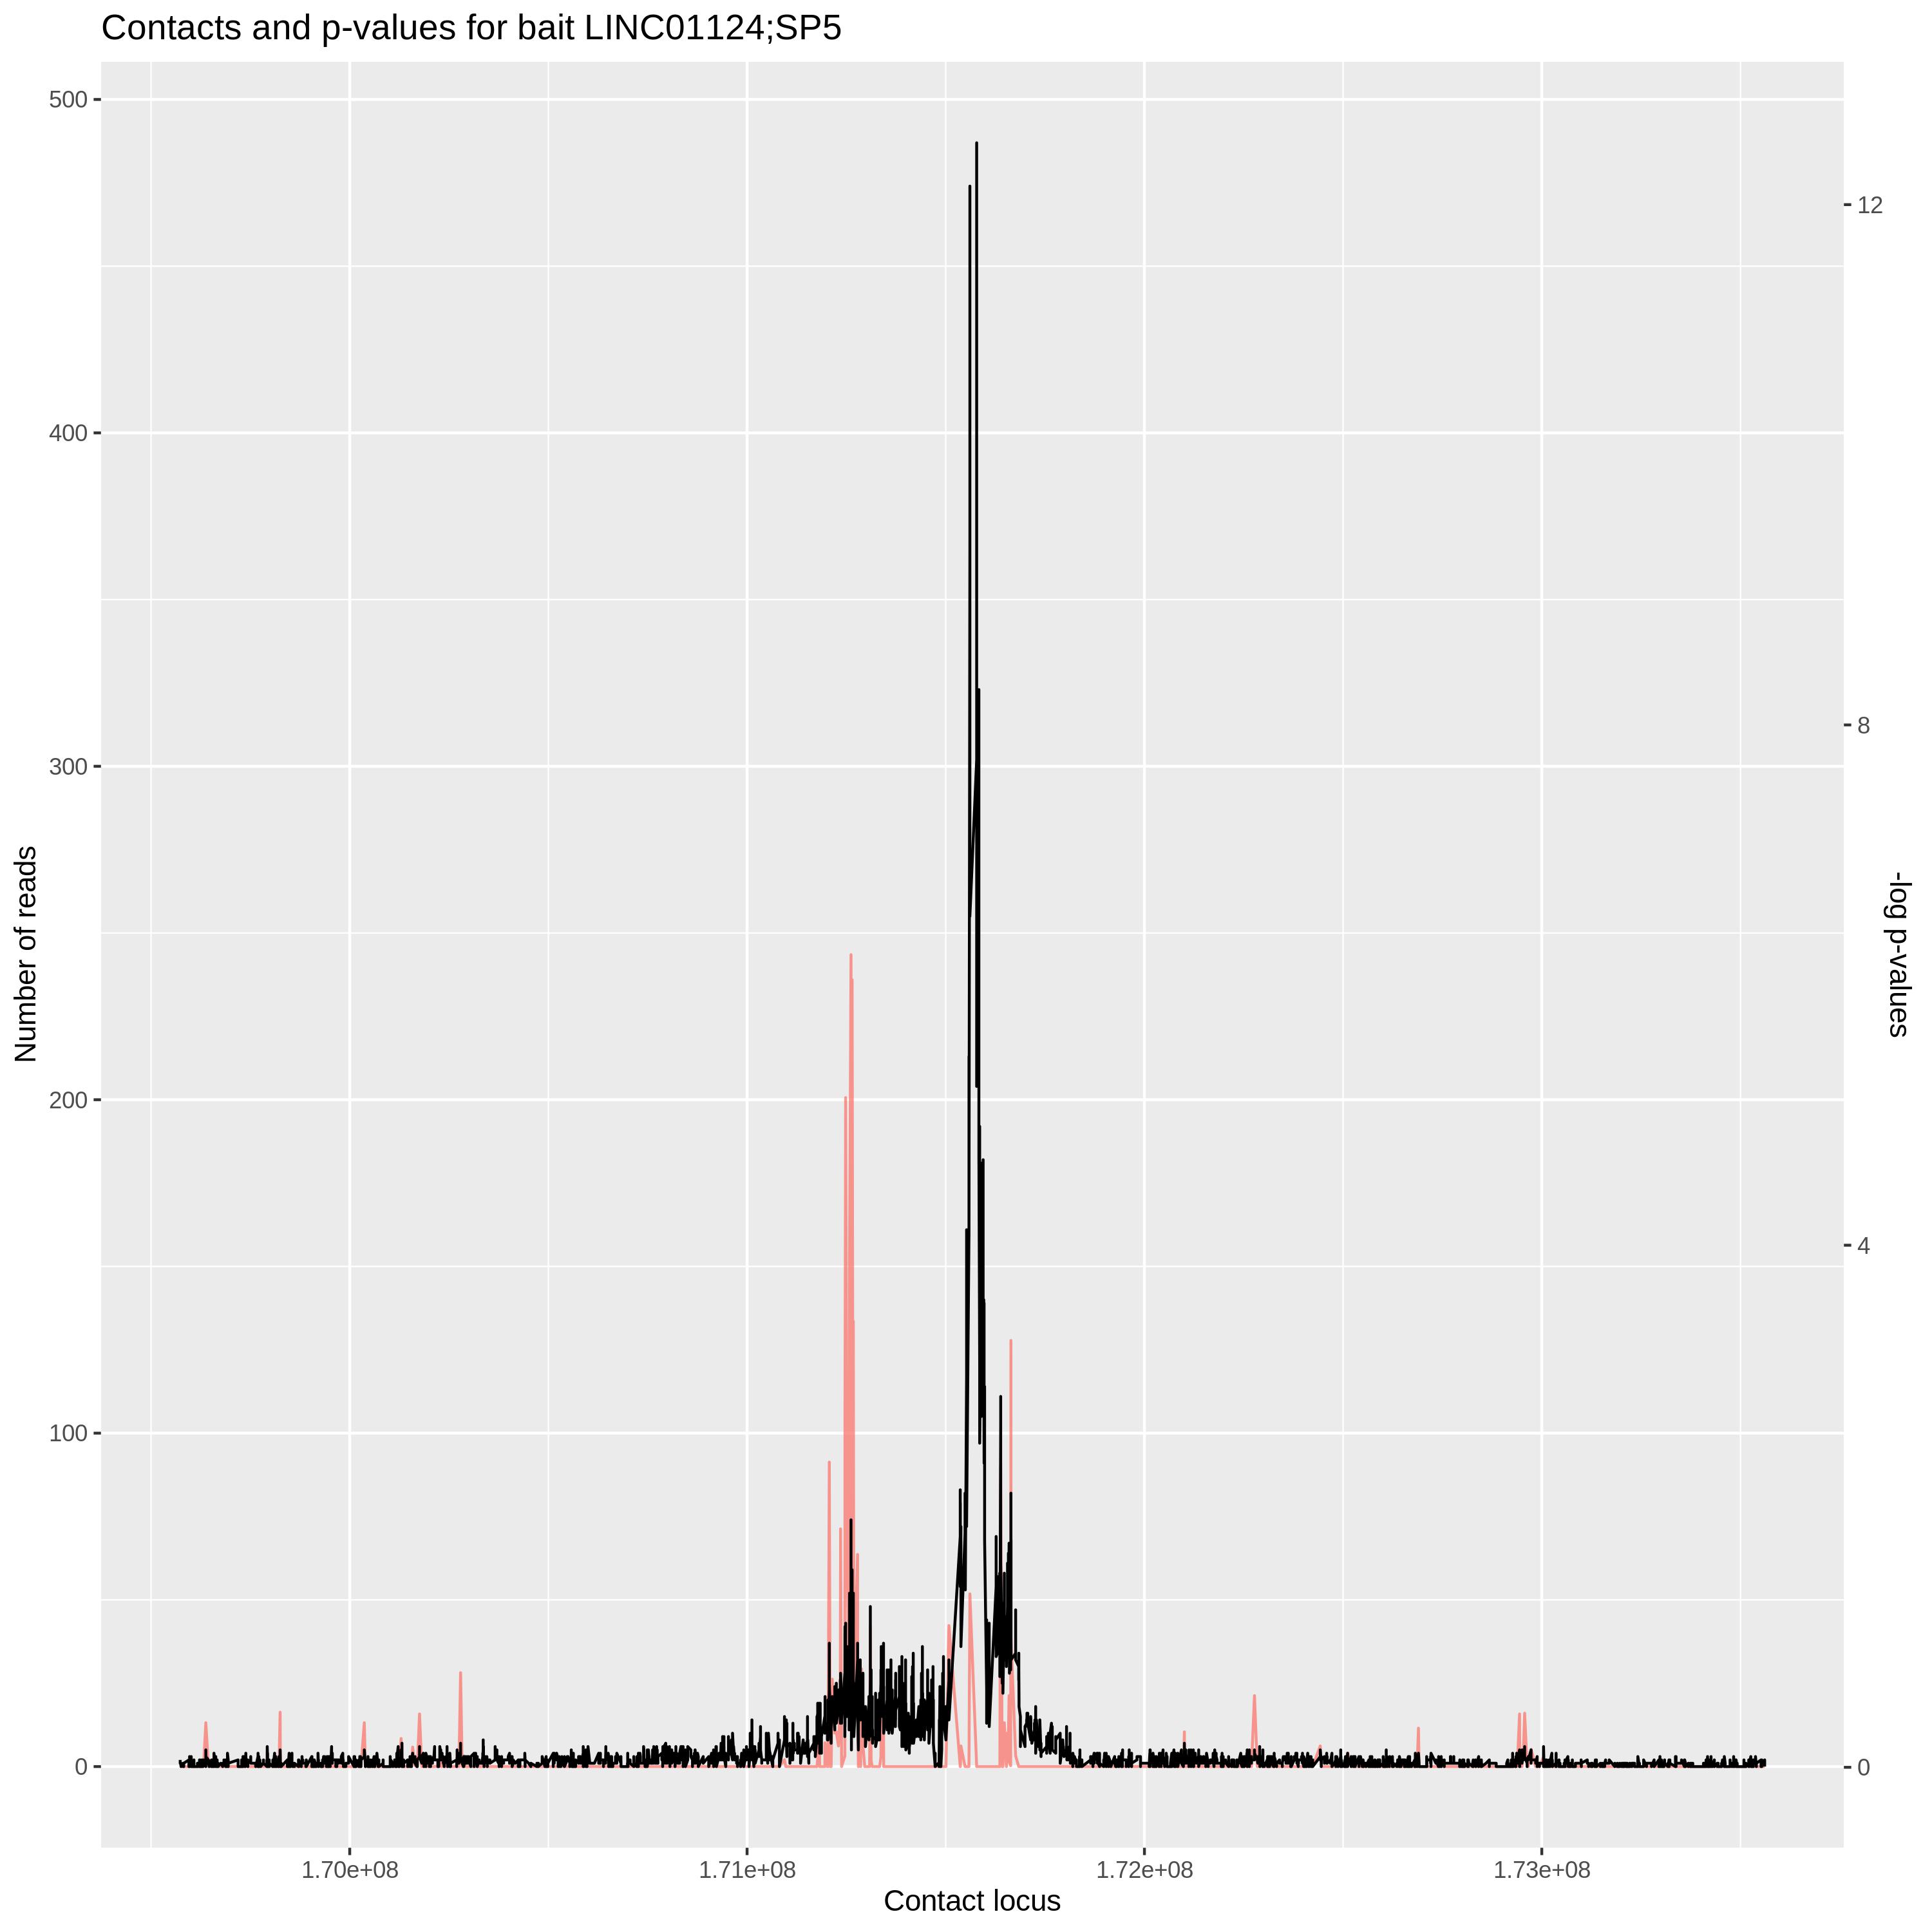 Contacts and p-values for bait LINC01124;SP5
500
400
300
200
100
0
Number of reads
12
8
4
0
-log p-values
1.70e+08 1.71e+08 1.72e+08 1.73e+08
Contact locus